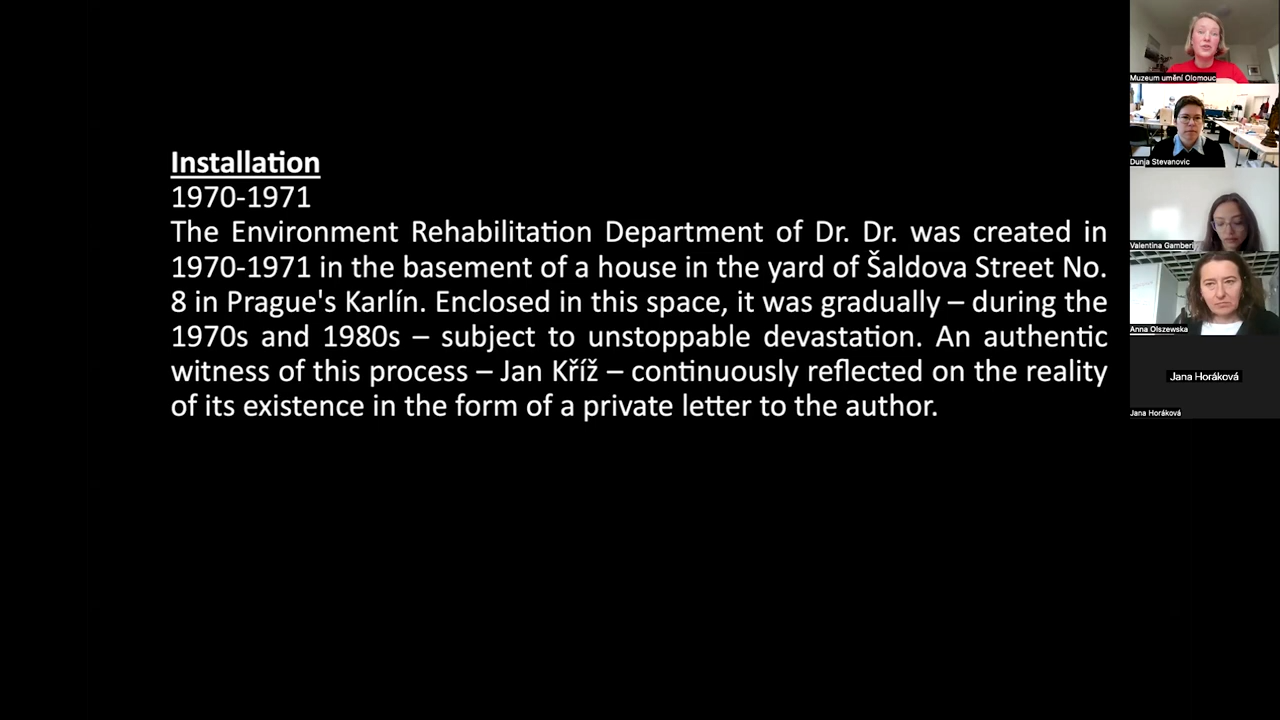 Installation
1970-1971
The Environment Rehabilitation Department of Dr. Dr. was created in
1970-1971 in the basement of a house in the yard of Šaldova Street No.
8 in Prague's Karlín. Enclosed in this space, it was gradually – during the
1970s and 1980s – subject to unstoppable devastation. An authentic
witness of this process – Jan Kříž – continuously reflected on the reality
of its existence in the form of a private letter to the author.
Muzeum umění Olomouc
Dunja Stevanovic
Valentina Gamberi
Anna Olszewska
Jana Horáková
Jana Horáková